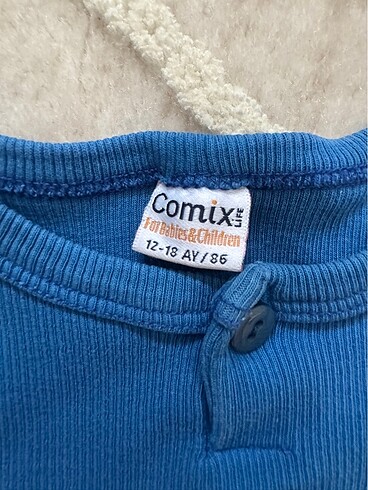 Comix LIFE
For Babies & Children
12-18 AY / 86